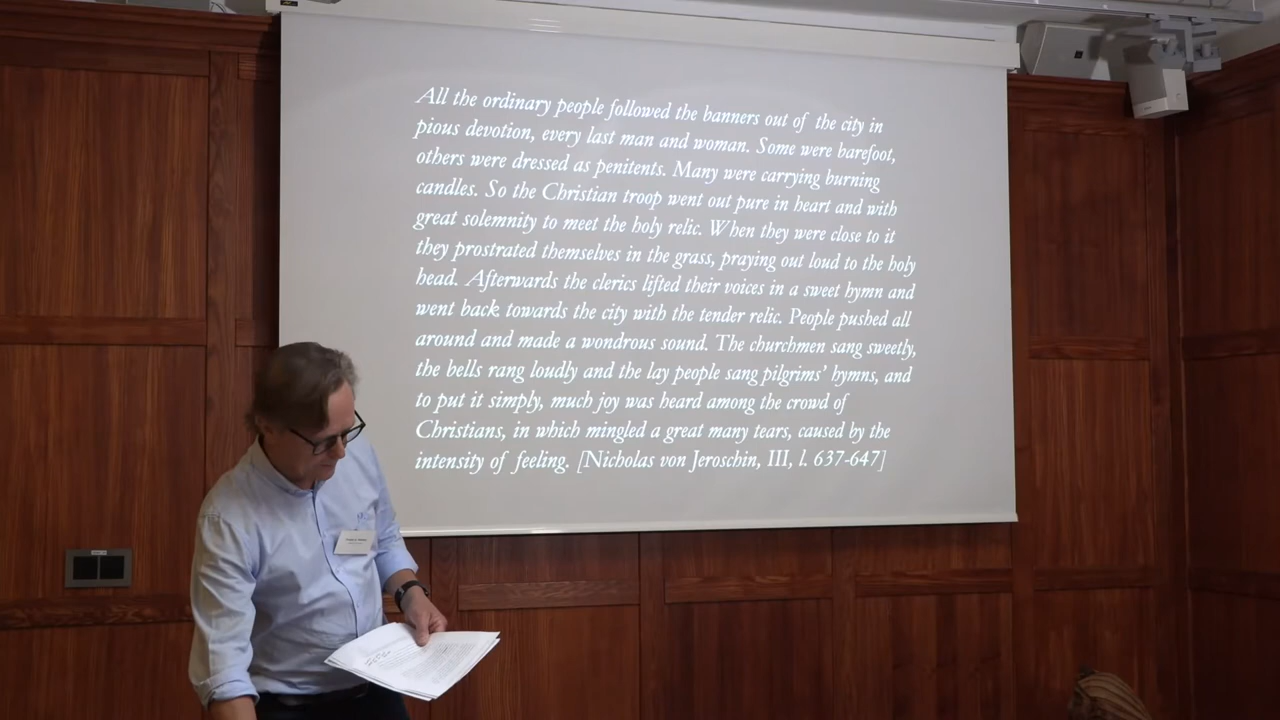 All the ordinary people followed the banners out of the city in
pious devotion, every last man and woman. Some were barefoot,
others were dressed as penitents. Many were carrying burning
candles. So the Christian troop went out pure in heart and with
great solemnity to meet the holy relic. When they were close to it
they prostrated themselves in the grass, praying out loud to the holy
head. Afterwards the clerics lifted their voices in a sweet hymn and
went back towards the city with the tender relic. People pushed all
around and made a wondrous sound. The churchmen sang sweetly,
the bells rang loudly and the lay people sang pilgrims' hymns, and
to put it simply, much joy was heard among the crowd of
Christians, in which mingled a great many tears, caused by the
intensity of feeling. [Nicholas von Jeroschin, III, l. 637-647]